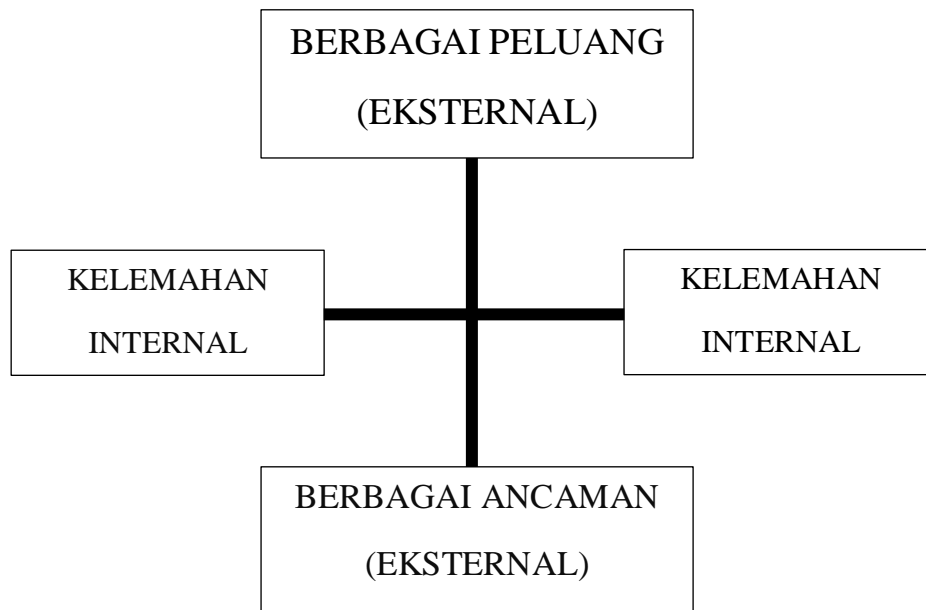 BERBAGAI PELUANG
(EKSTERNAL)
KELEMAHAN
INTERNAL
KELEMAHAN
INTERNAL
BERBAGAI ANCAMAN
(EKSTERNAL)